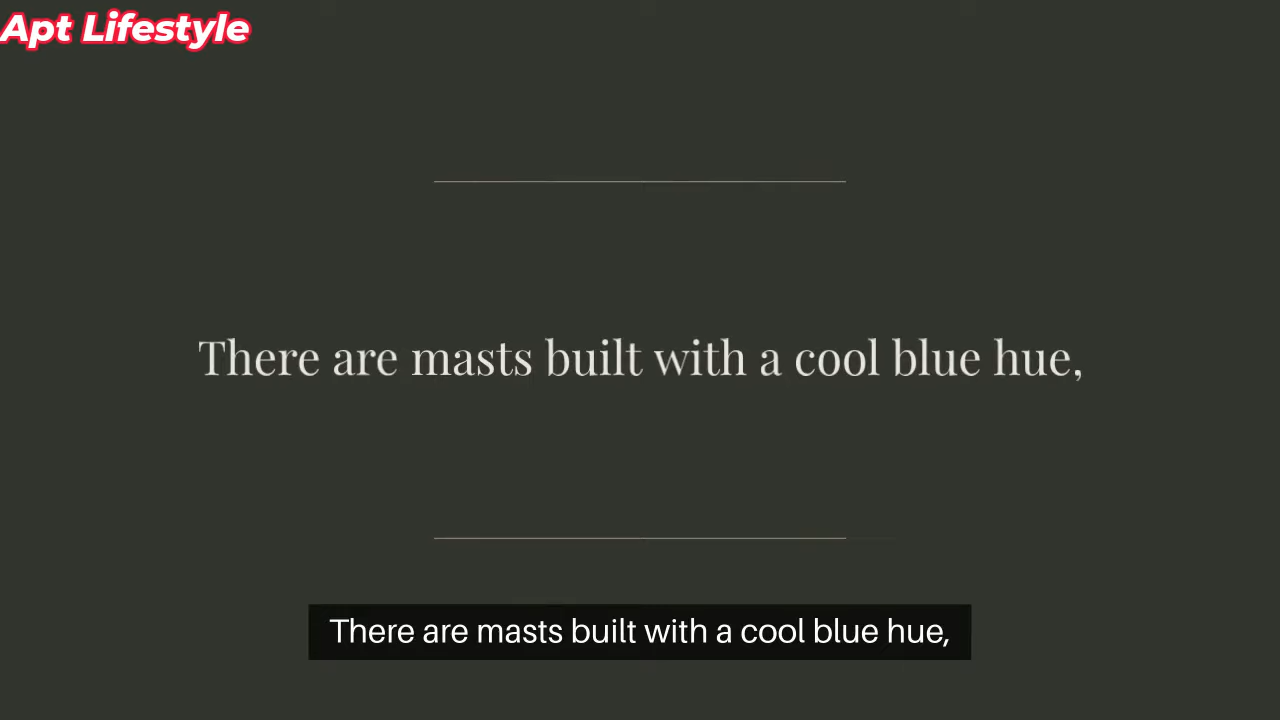 Apt Lifestyle
There are masts built with a cool blue hue,
There are masts built with a cool blue hue,